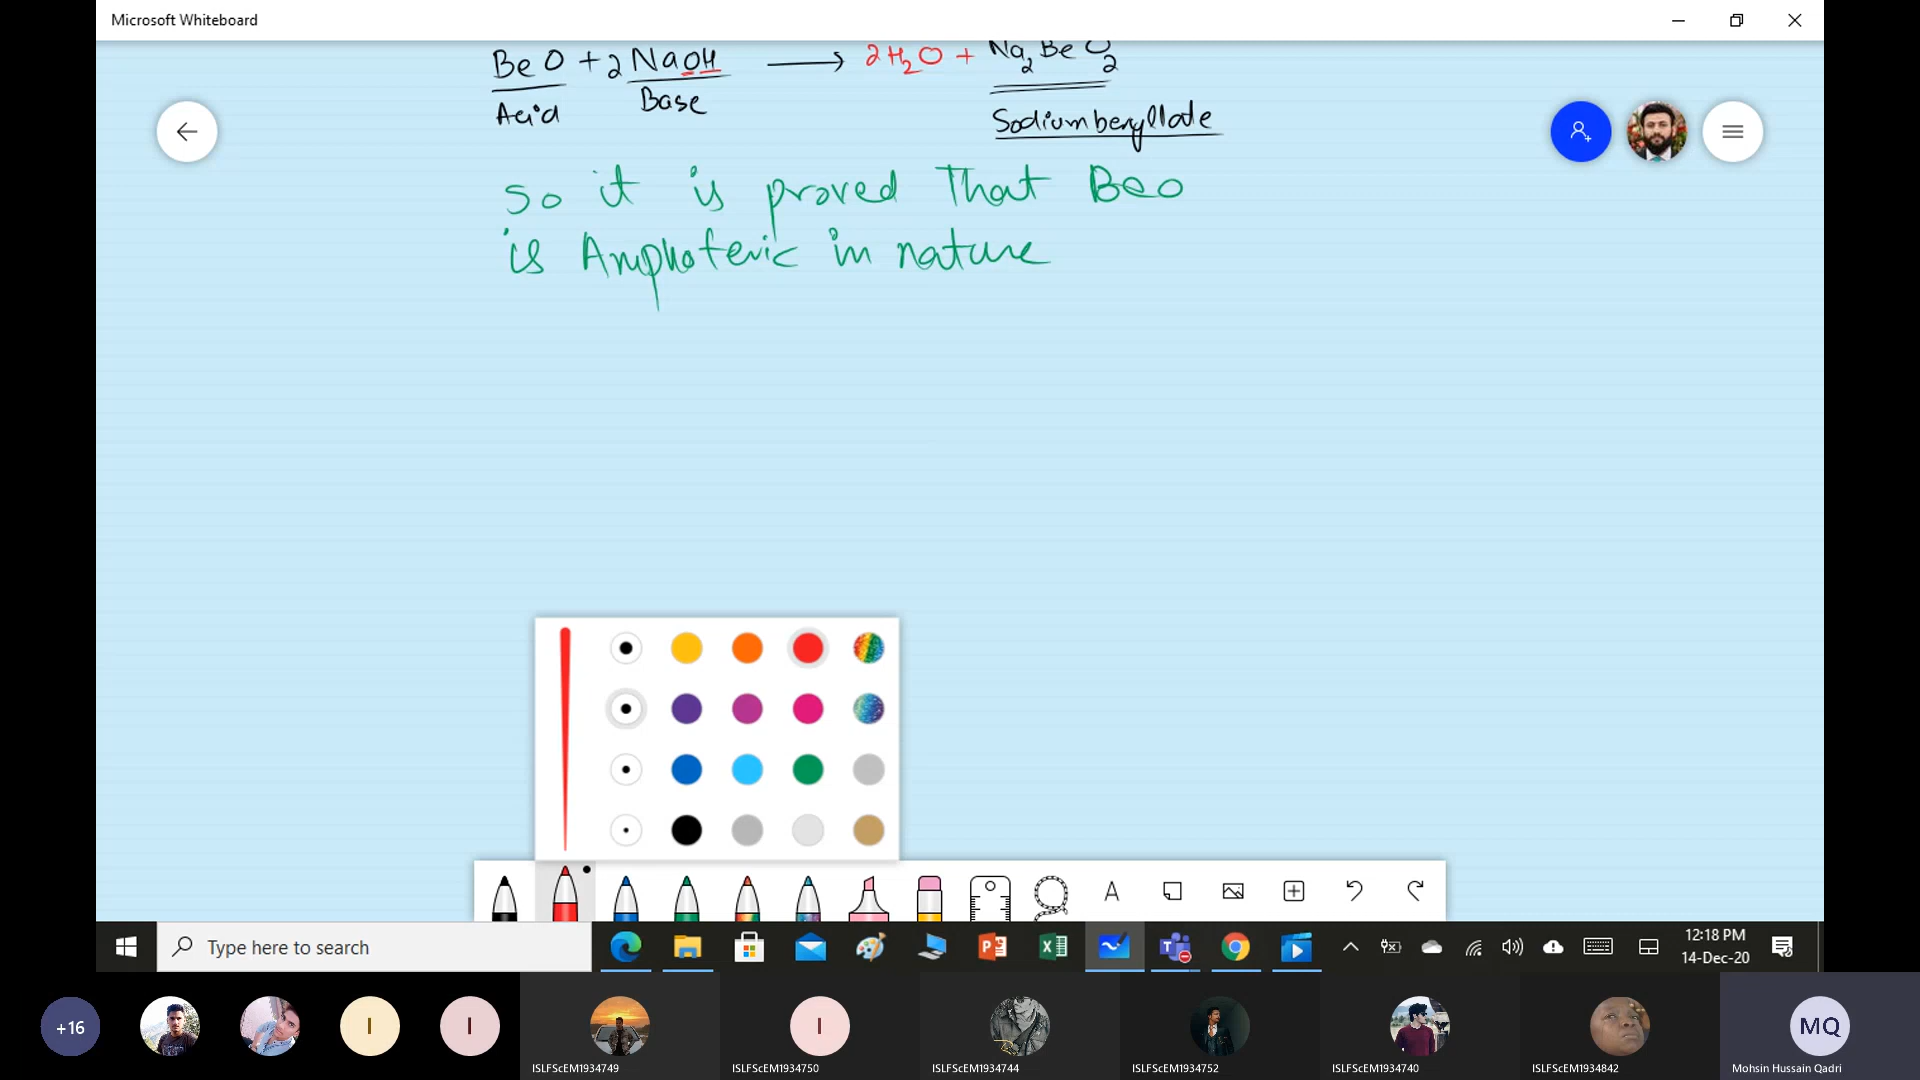 Microsoft Whiteboard
BeO + 2NaOH ⟶ 2H₂O + Na₂BeO₂
Acid Base
Sodium beryllate
so it is proved That BeO
is Amphoteric in nature
A
Type here to search
12:18 PM
14-Dec-20
+16
I
I
I
MQ
ISLFScEM1934749
ISLFScEM1934750
ISLFScEM1934744
ISLFScEM1934752
ISLFScEM1934740
ISLFScEM1934842
Mohsin Hussain Qadri